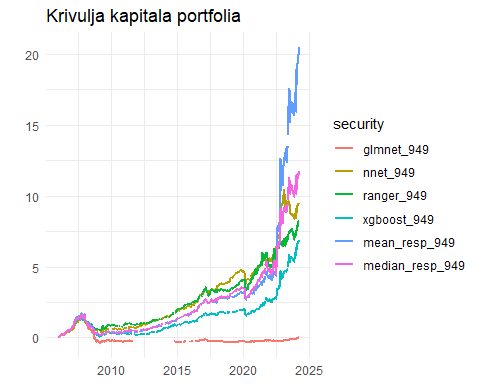 Krivulja kapitala portfolia
20
15
10
5
0
2010
2015
2020
2025
security
glmnet_949
nnet_949
ranger_949
xgboost_949
mean_resp_949
median_resp_949